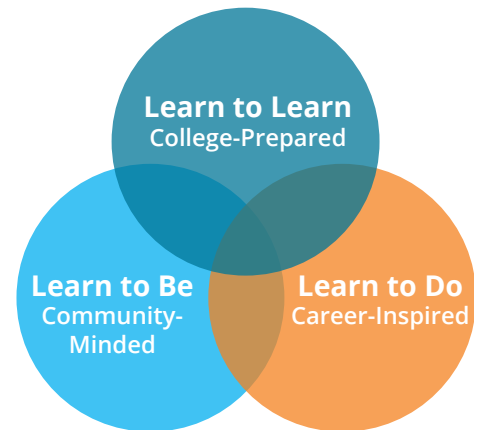 Learn to Learn
College-Prepared
Learn to Be
Community-
Minded
Learn to Do
Career-Inspired